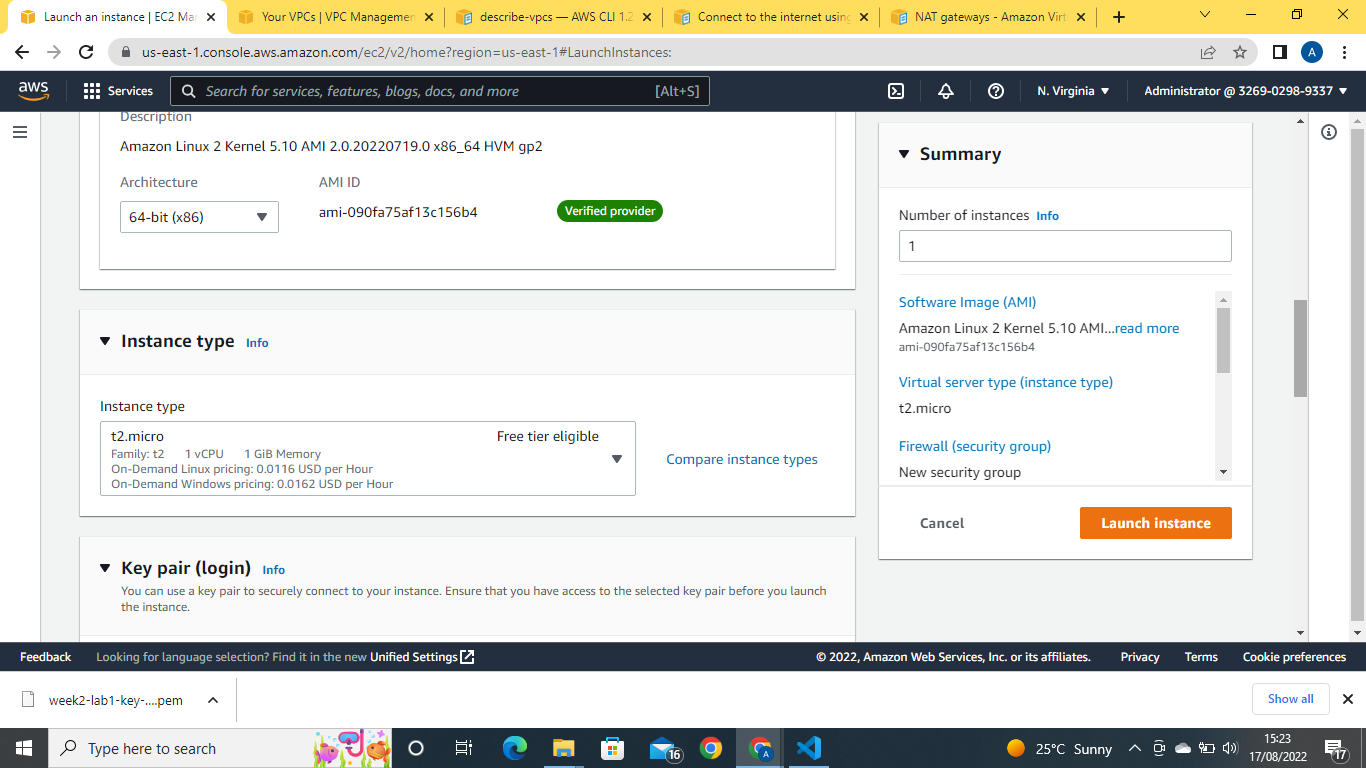 Launch an instance | EC2 Ma
Your VPCs | VPC Managemen
describe-vpcs — AWS CLI 1.2
Connect to the internet using
NAT gateways - Amazon Virt
us-east-1.console.aws.amazon.com/ec2/v2/home?region=us-east-1#LaunchInstances:
A
aws
Services
Search for services, features, blogs, docs, and more
[Alt+S]
N. Virginia
Administrator @ 3269-0298-9337
Description
Amazon Linux 2 Kernel 5.10 AMI 2.0.20220719.0 x86_64 HVM gp2
Architecture
AMI ID
64-bit (x86)
ami-090fa75af13c156b4
Verified provider
Instance type Info
Instance type
t2.micro
Free tier eligible
Family: t2 1 vCPU 1 GiB Memory
On-Demand Linux pricing: 0.0116 USD per Hour
On-Demand Windows pricing: 0.0162 USD per Hour
Compare instance types
Key pair (login) Info
You can use a key pair to securely connect to your instance. Ensure that you have access to the selected key pair before you launch
the instance.
Summary
Number of instances Info
1
Software Image (AMI)
Amazon Linux 2 Kernel 5.10 AMI...read more
ami-090fa75af13c156b4
Virtual server type (instance type)
t2.micro
Firewall (security group)
New security group
Cancel
Launch instance
Feedback
Looking for language selection? Find it in the new Unified Settings
© 2022, Amazon Web Services, Inc. or its affiliates.
Privacy
Terms
Cookie preferences
week2-lab1-key-....pem
Show all
Type here to search
16
A
25°C Sunny
15:23
17/08/2022
17